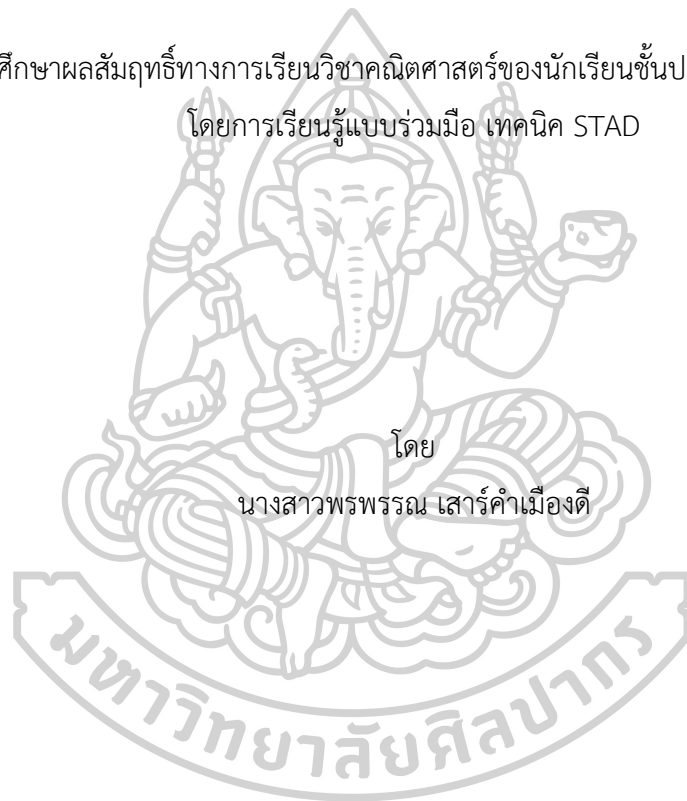 ศึกษาผลสัมฤทธิ์ทางการเรียนวิชาคณิตศาสตร์ของนักเรียนชั้นป
โดยการเรียนรู้แบบร่วมมือ เทคนิค STAD
โดย
นางสาวพรพรรณ เสาร์คำเมืองดี
มหาวิทยาลัยศิลปากร